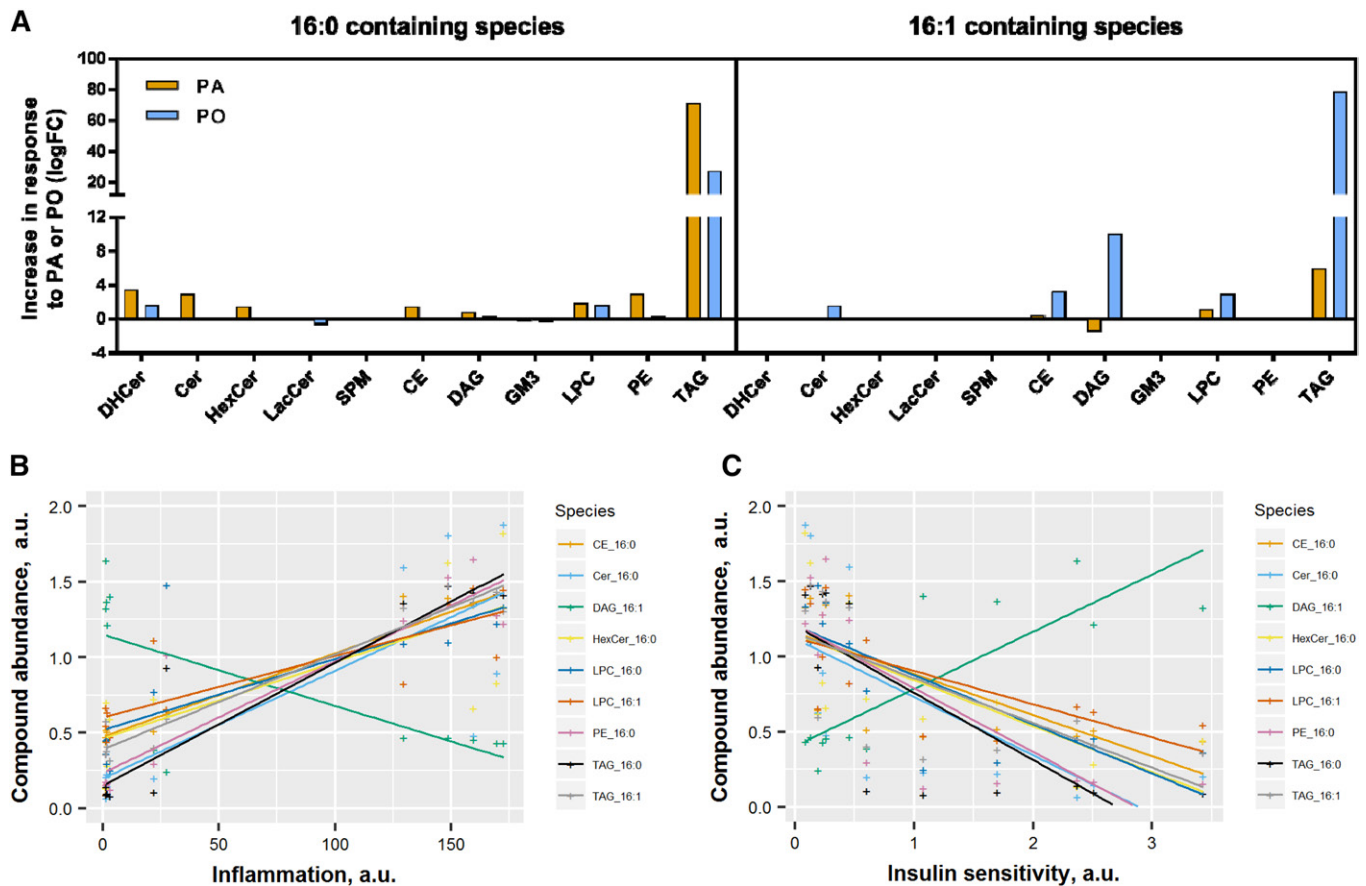 A
16:0 containing species
16:1 containing species
Increase in response
to PA or PO (logFC)
100
80
60
40
20
12
8
4
0
-4
PA
PO
DHCer
Cer
HexCer
LacCer
SPM
CE
DAG
GM3
LPC
PE
TAG
DHCer
Cer
HexCer
LacCer
SPM
CE
DAG
GM3
LPC
PE
TAG
B
Compound abundance, a.u.
2.0
1.5
1.0
0.5
0.0
0
50
100
150
Inflammation, a.u.
Species
CE_16:0
Cer_16:0
DAG_16:1
HexCer_16:0
LPC_16:0
LPC_16:1
PE_16:0
TAG_16:0
TAG_16:1
C
Compound abundance, a.u.
2.0
1.5
1.0
0.5
0.0
0
1
2
3
Insulin sensitivity, a.u.
Species
CE_16:0
Cer_16:0
DAG_16:1
HexCer_16:0
LPC_16:0
LPC_16:1
PE_16:0
TAG_16:0
TAG_16:1